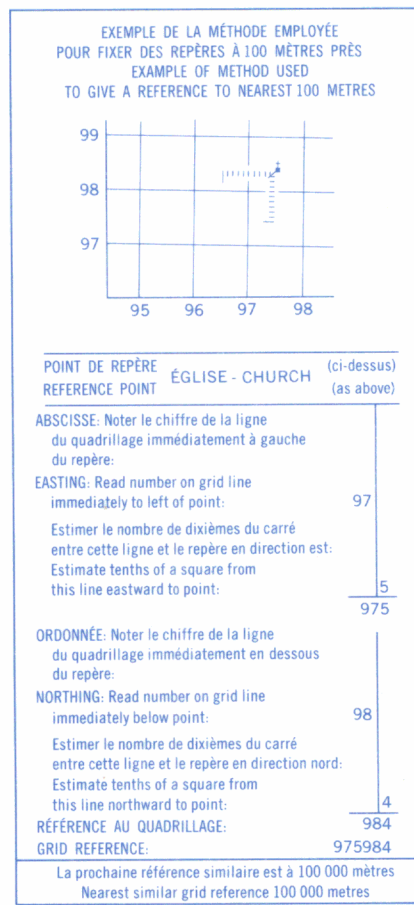 EXEMPLE DE LA MÉTHODE EMPLOYÉE
POUR FIXER DES REPÈRES À 100 MÈTRES PRÈS
EXAMPLE OF METHOD USED
TO GIVE A REFERENCE TO NEAREST 100 METRES
99
98
97
95 96 97 98
POINT DE REPÈRE
REFERENCE POINT
ÉGLISE - CHURCH
(ci-dessus)
(as above)
ABSCISSE: Noter le chiffre de la ligne
du quadrillage immédiatement à gauche
du repère:
EASTING: Read number on grid line
immediately to left of point: 97
Estimer le nombre de dixièmes du carré
entre cette ligne et le repère en direction est:
Estimate tenths of a square from
this line eastward to point: 5
975
ORDONNÉE: Noter le chiffre de la ligne
du quadrillage immédiatement en dessous
du repère:
NORTHING: Read number on grid line
immediately below point: 98
Estimer le nombre de dixièmes du carré
entre cette ligne et le repère en direction nord:
Estimate tenths of a square from
this line northward to point: 4
RÉFÉRENCE AU QUADRILLAGE: 984
GRID REFERENCE: 975984
La prochaine référence similaire est à 100 000 mètres
Nearest similar grid reference 100 000 metres